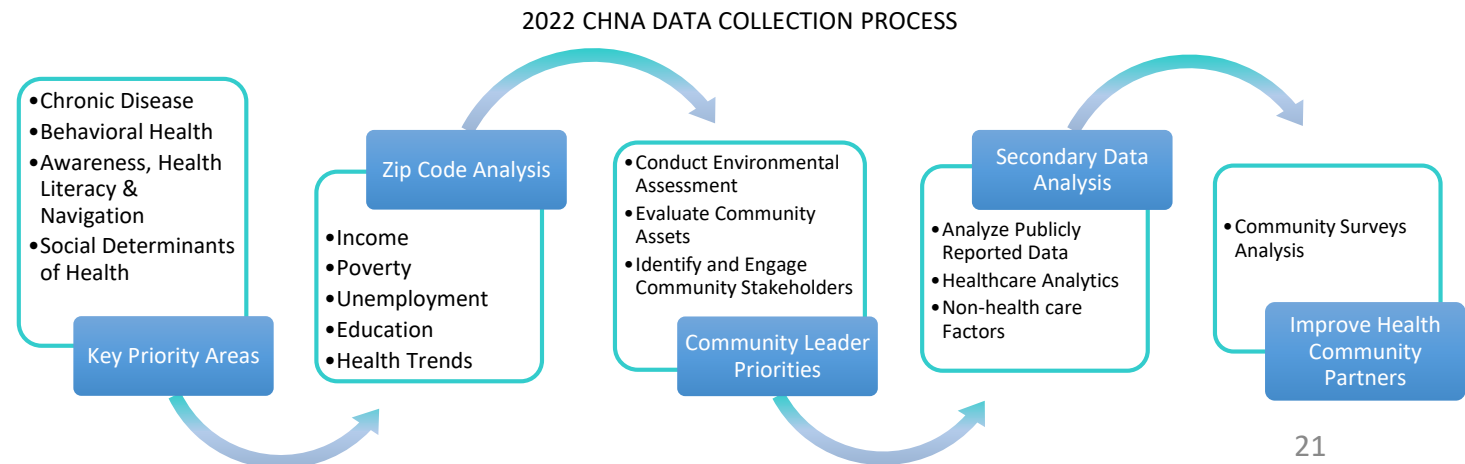 2022 CHNA DATA COLLECTION PROCESS
•Chronic Disease
•Behavioral Health
•Awareness, Health
Literacy &
Navigation
•Social Determinants
of Health
Key Priority Areas
Zip Code Analysis
•Income
•Poverty
•Unemployment
•Education
•Health Trends
•Conduct Environmental
Assessment
•Evaluate Community
Assets
•Identify and Engage
Community Stakeholders
Community Leader
Priorities
Secondary Data
Analysis
•Analyze Publicly
Reported Data
•Healthcare Analytics
•Non-health care
Factors
•Community Surveys
Analysis
Improve Health
Community
Partners
21